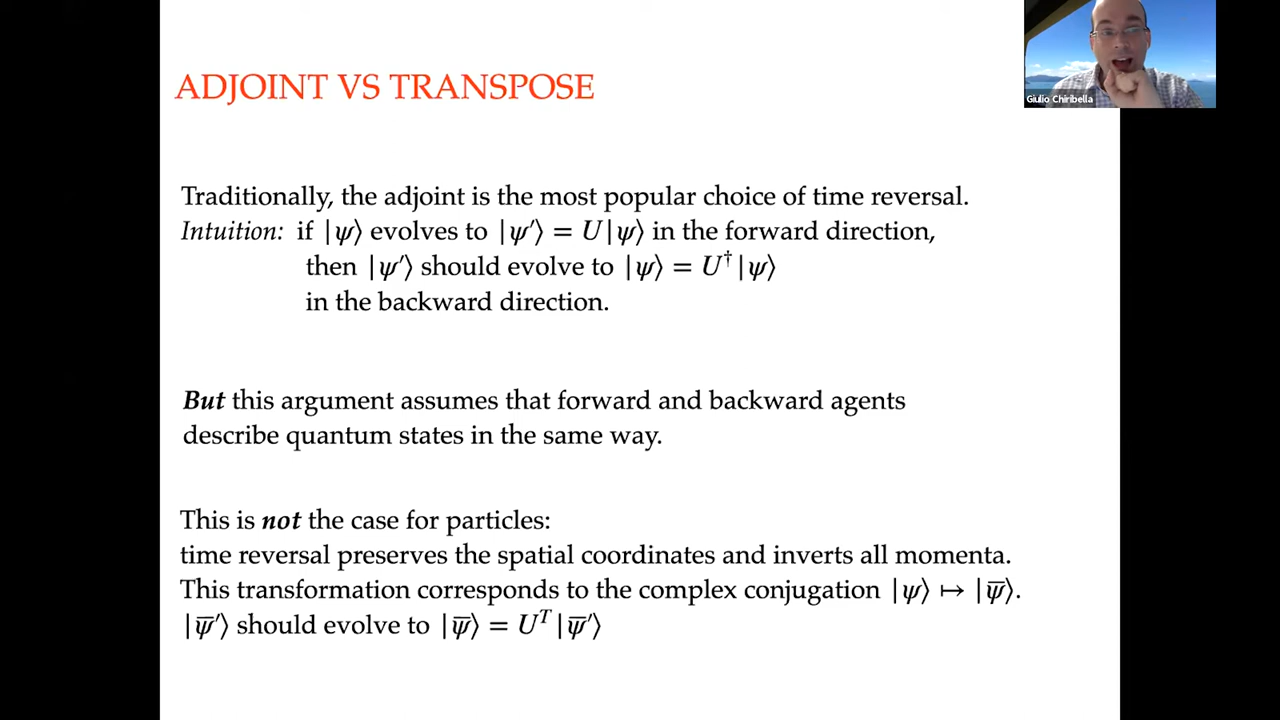 ADJOINT VS TRANSPOSE
Giulio Chiribella
Traditionally, the adjoint is the most popular choice of time reversal.
Intuition: if |ψ⟩ evolves to |ψ′⟩ = U|ψ⟩ in the forward direction,
then |ψ′⟩ should evolve to |ψ⟩ = U†|ψ⟩
in the backward direction.
But this argument assumes that forward and backward agents
describe quantum states in the same way.
This is not the case for particles:
time reversal preserves the spatial coordinates and inverts all momenta.
This transformation corresponds to the complex conjugation |ψ⟩ ↦ |ψ̅⟩.
|ψ̅′⟩ should evolve to |ψ̅⟩ = Uᵀ|ψ̅′⟩